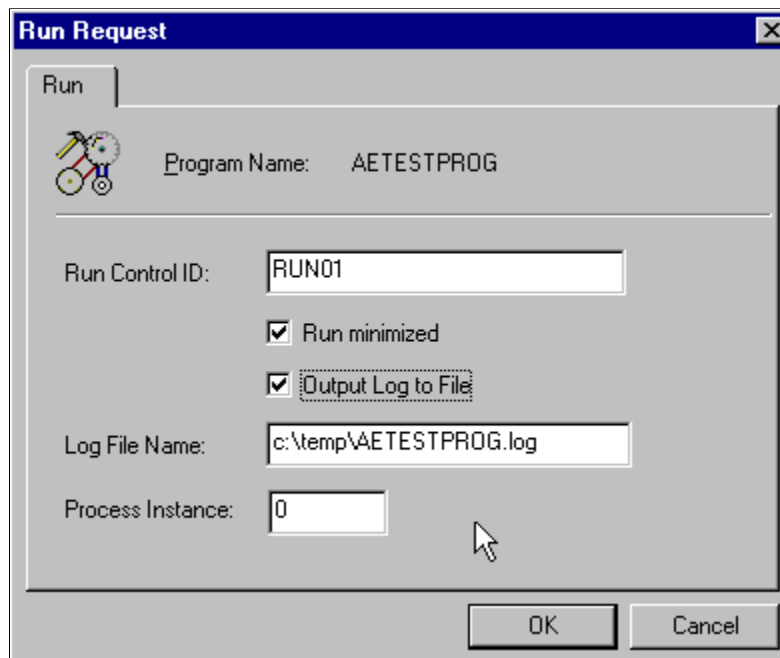 Run Request
Run
Program Name: AETESTPROG
Run Control ID: RUN01
Run minimized
Output Log to File
Log File Name: c:\temp\AETESTPROG.log
Process Instance: 0
OK Cancel